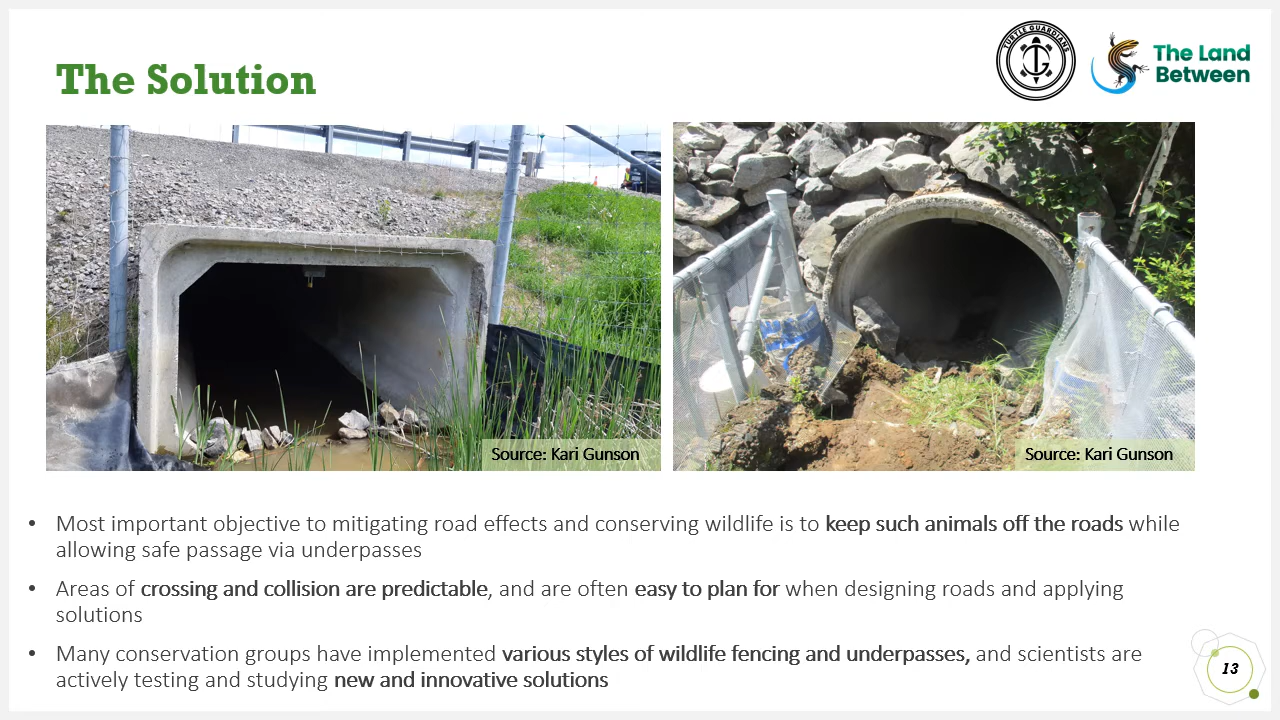 The Solution
TURTLE GUARDIANS
The Land
Between
Source: Kari Gunson
Source: Kari Gunson
• Most important objective to mitigating road effects and conserving wildlife is to keep such animals off the roads while
allowing safe passage via underpasses
• Areas of crossing and collision are predictable, and are often easy to plan for when designing roads and applying
solutions
• Many conservation groups have implemented various styles of wildlife fencing and underpasses, and scientists are
actively testing and studying new and innovative solutions
13